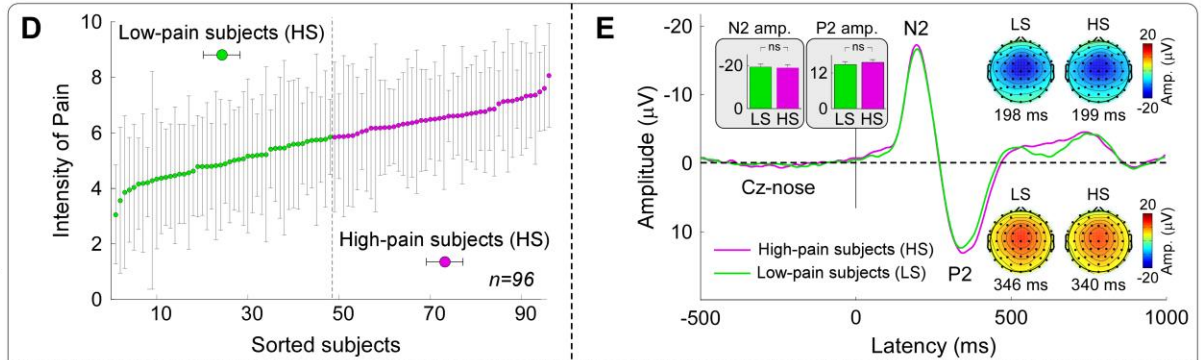 D
Low-pain subjects (HS)
High-pain subjects (HS)
n=96
Intensity of Pain
10
8
6
4
2
0
10
30
50
70
90
Sorted subjects
E
N2 amp.
ns
-20
0
LS HS
P2 amp.
ns
12
0
LS HS
N2
LS
HS
198 ms
199 ms
20
-20
Amp. (µV)
Cz-nose
High-pain subjects (HS)
Low-pain subjects (LS)
P2
LS
HS
346 ms
340 ms
20
-20
Amp. (µV)
Amplitude (µV)
-20
-10
0
10
-500
0
500
1000
Latency (ms)